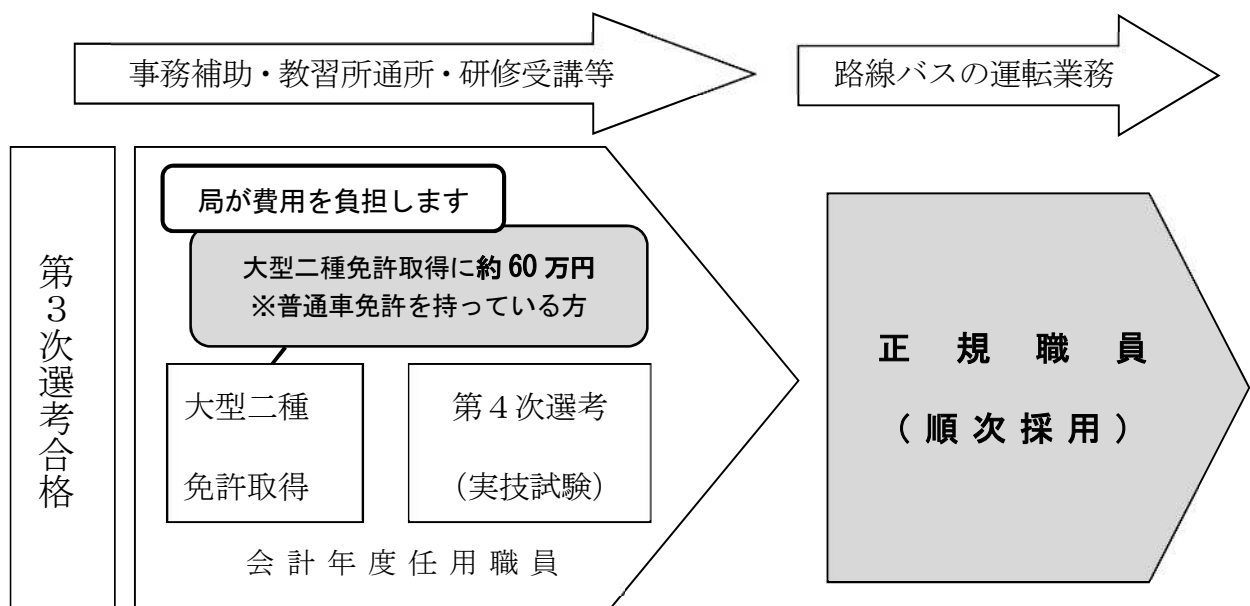 事務補助・教習所通所・研修受講等
路線バスの運転業務
第３次選考合格
局が費用を負担します
大型二種免許取得に約60万円
※普通車免許を持っている方
大型二種
免許取得
第４次選考
（実技試験）
会計年度任用職員
正規職員
（順次採用）